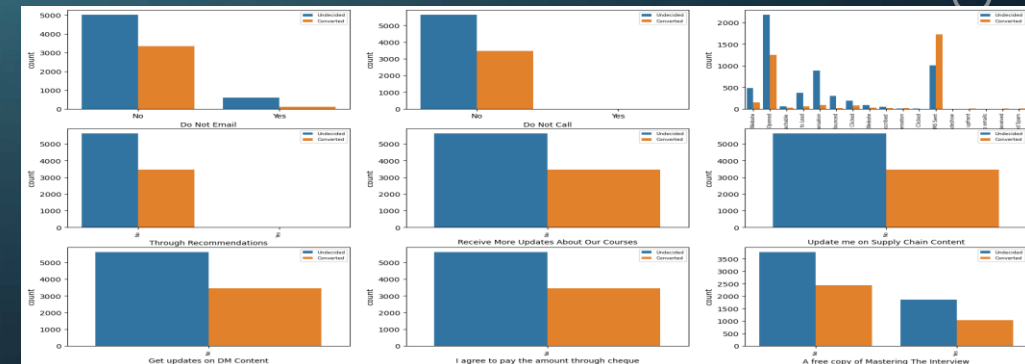 Undecided
Converted
count
5000
4000
3000
2000
1000
0
No
Yes
Do Not Email
Undecided
Converted
count
5000
4000
3000
2000
1000
0
No
Yes
Do Not Call
Undecided
Converted
count
2000
1500
1000
500
0
Undecided
Converted
count
5000
4000
3000
2000
1000
0
Through Recommendations
Undecided
Converted
count
5000
4000
3000
2000
1000
0
Receive More Updates About Our Courses
Undecided
Converted
count
5000
4000
3000
2000
1000
0
Update me on Supply Chain Content
Undecided
Converted
count
5000
4000
3000
2000
1000
0
Get updates on DM Content
Undecided
Converted
count
5000
4000
3000
2000
1000
0
I agree to pay the amount through cheque
Undecided
Converted
count
3500
3000
2500
2000
1500
1000
500
0
A free copy of Mastering The Interview